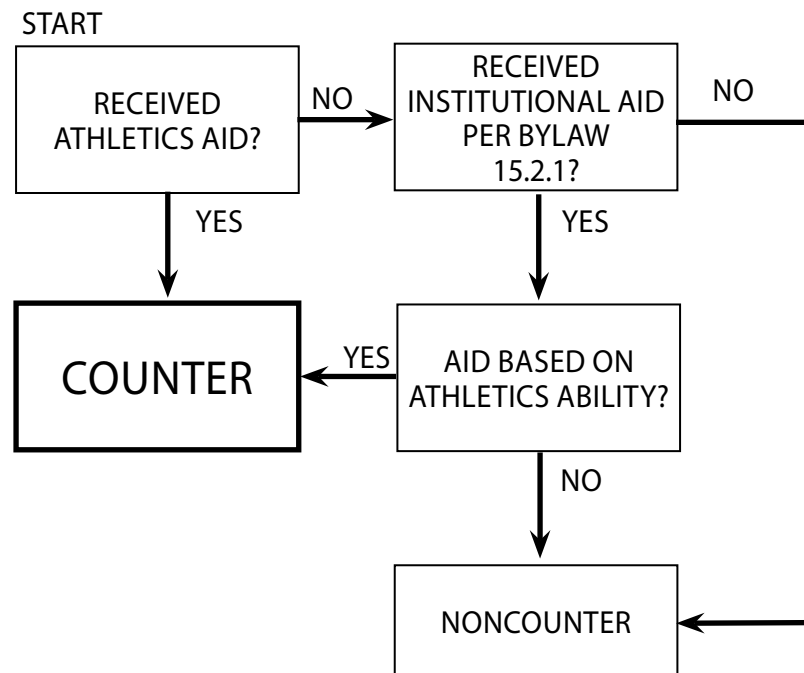 START
RECEIVED
ATHLETICS AID?
NO
RECEIVED
INSTITUTIONAL AID
PER BYLAW
15.2.1?
NO
YES
YES
COUNTER
YES
AID BASED ON
ATHLETICS ABILITY?
NO
NONCOUNTER